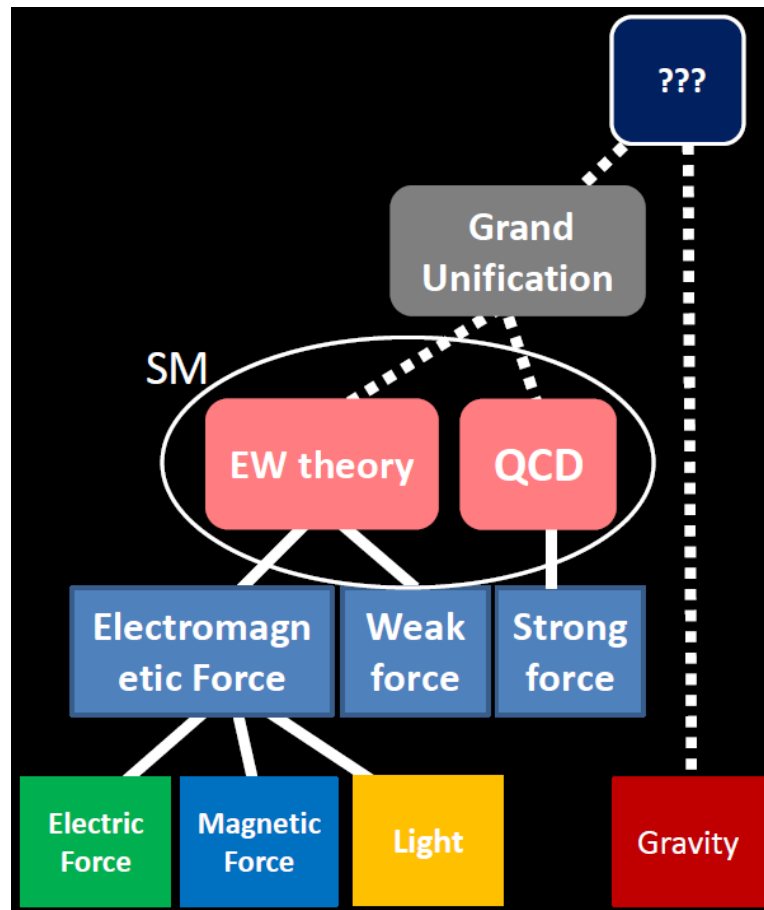 ???
Grand
Unification
SM
EW theory
QCD
Electromagn
etic Force
Weak
force
Strong
force
Electric
Force
Magnetic
Force
Light
Gravity